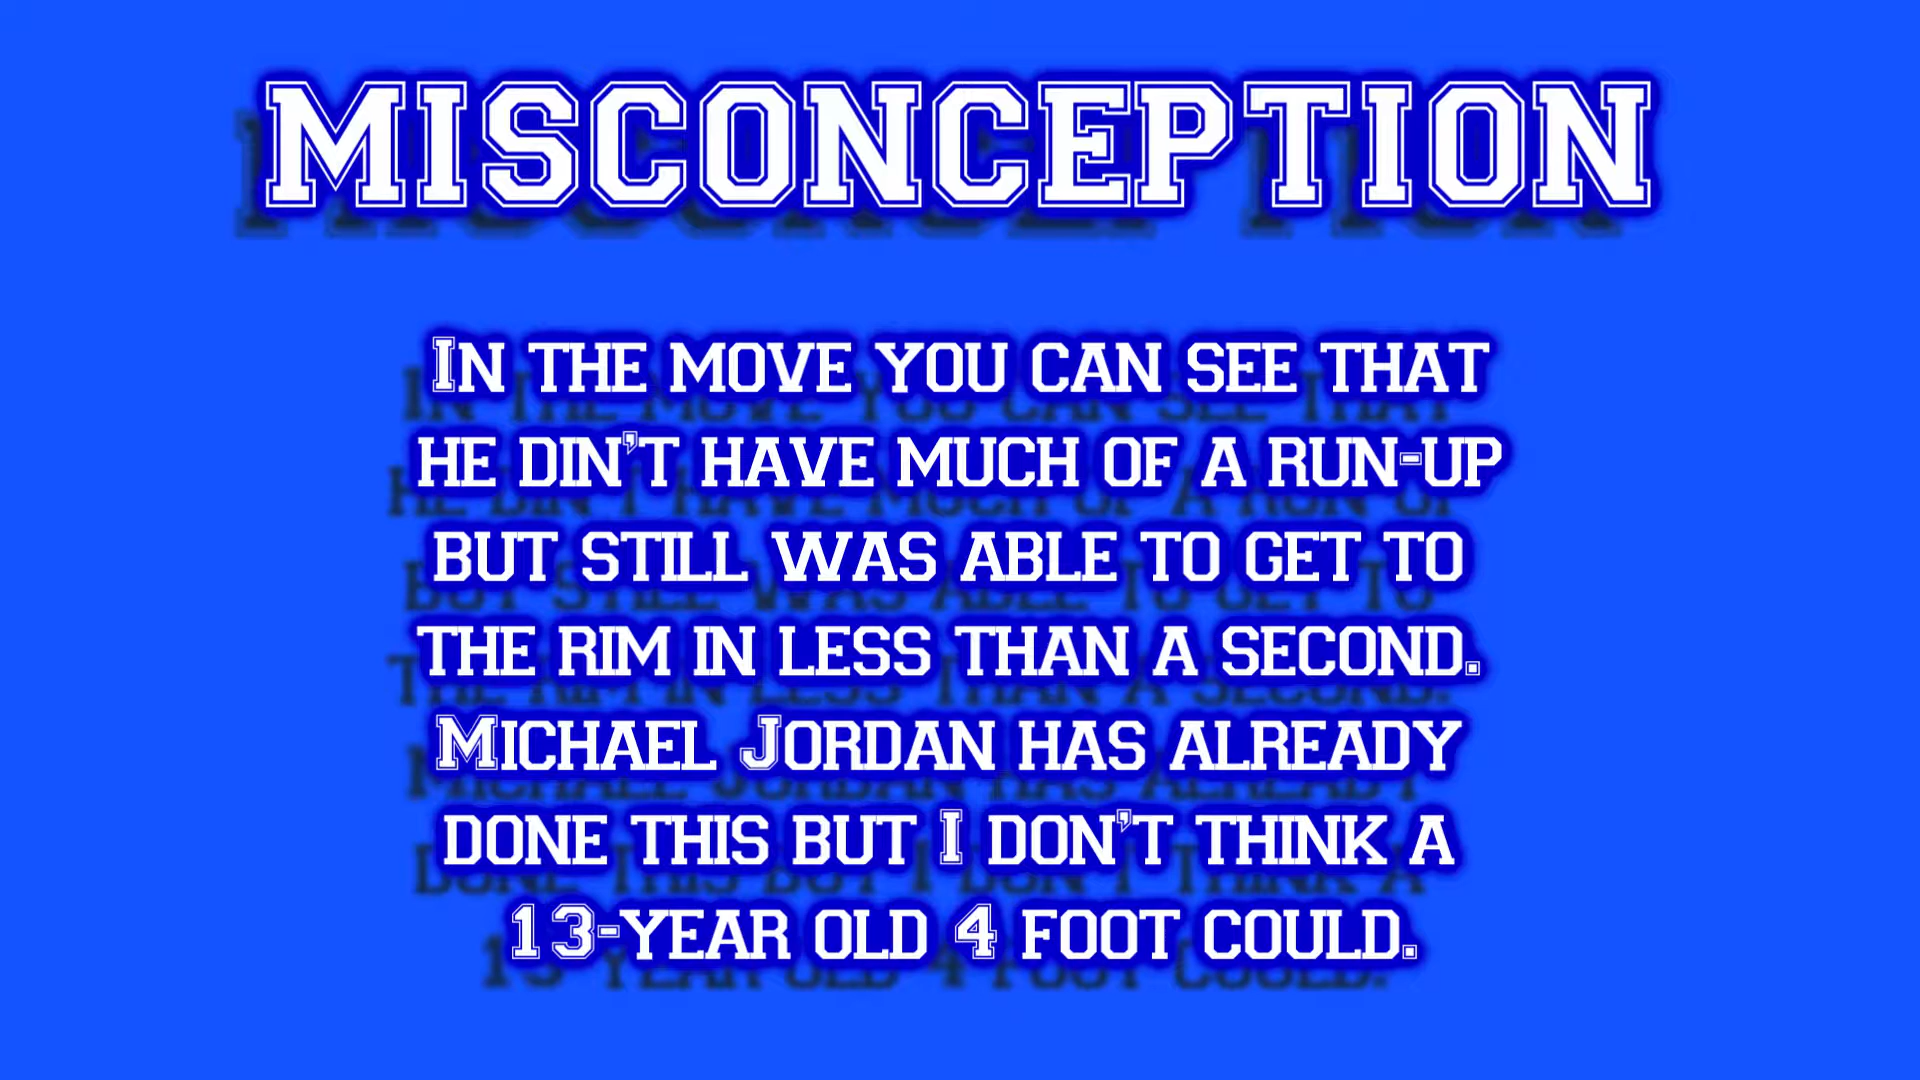 MISCONCEPTION
IN THE MOVE YOU CAN SEE THAT
HE DIN'T HAVE MUCH OF A RUN-UP
BUT STILL WAS ABLE TO GET TO
THE RIM IN LESS THAN A SECOND.
MICHAEL JORDAN HAS ALREADY
DONE THIS BUT I DON'T THINK A
13-YEAR OLD 4 FOOT COULD.